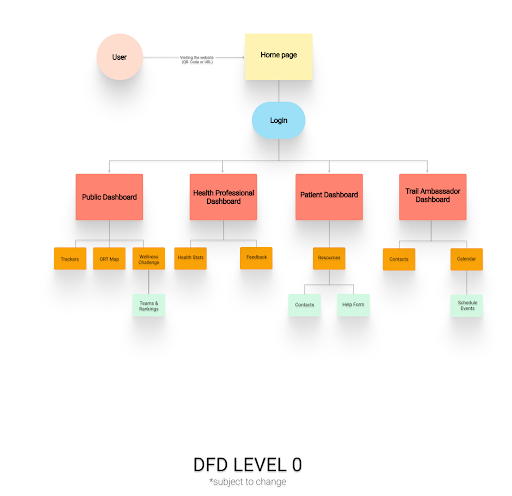 User
Visiting the website
(QR Code or URL)
Home page
Login
Public Dashboard
Health Professional
Dashboard
Patient Dashboard
Trail Ambassador
Dashboard
Trackers
GRT Map
Wellness
Challenge
Health Stats
Feedback
Resources
Contacts
Calendar
Teams &
Rankings
Contacts
Help Form
Schedule
Events
DFD LEVEL 0
*subject to change